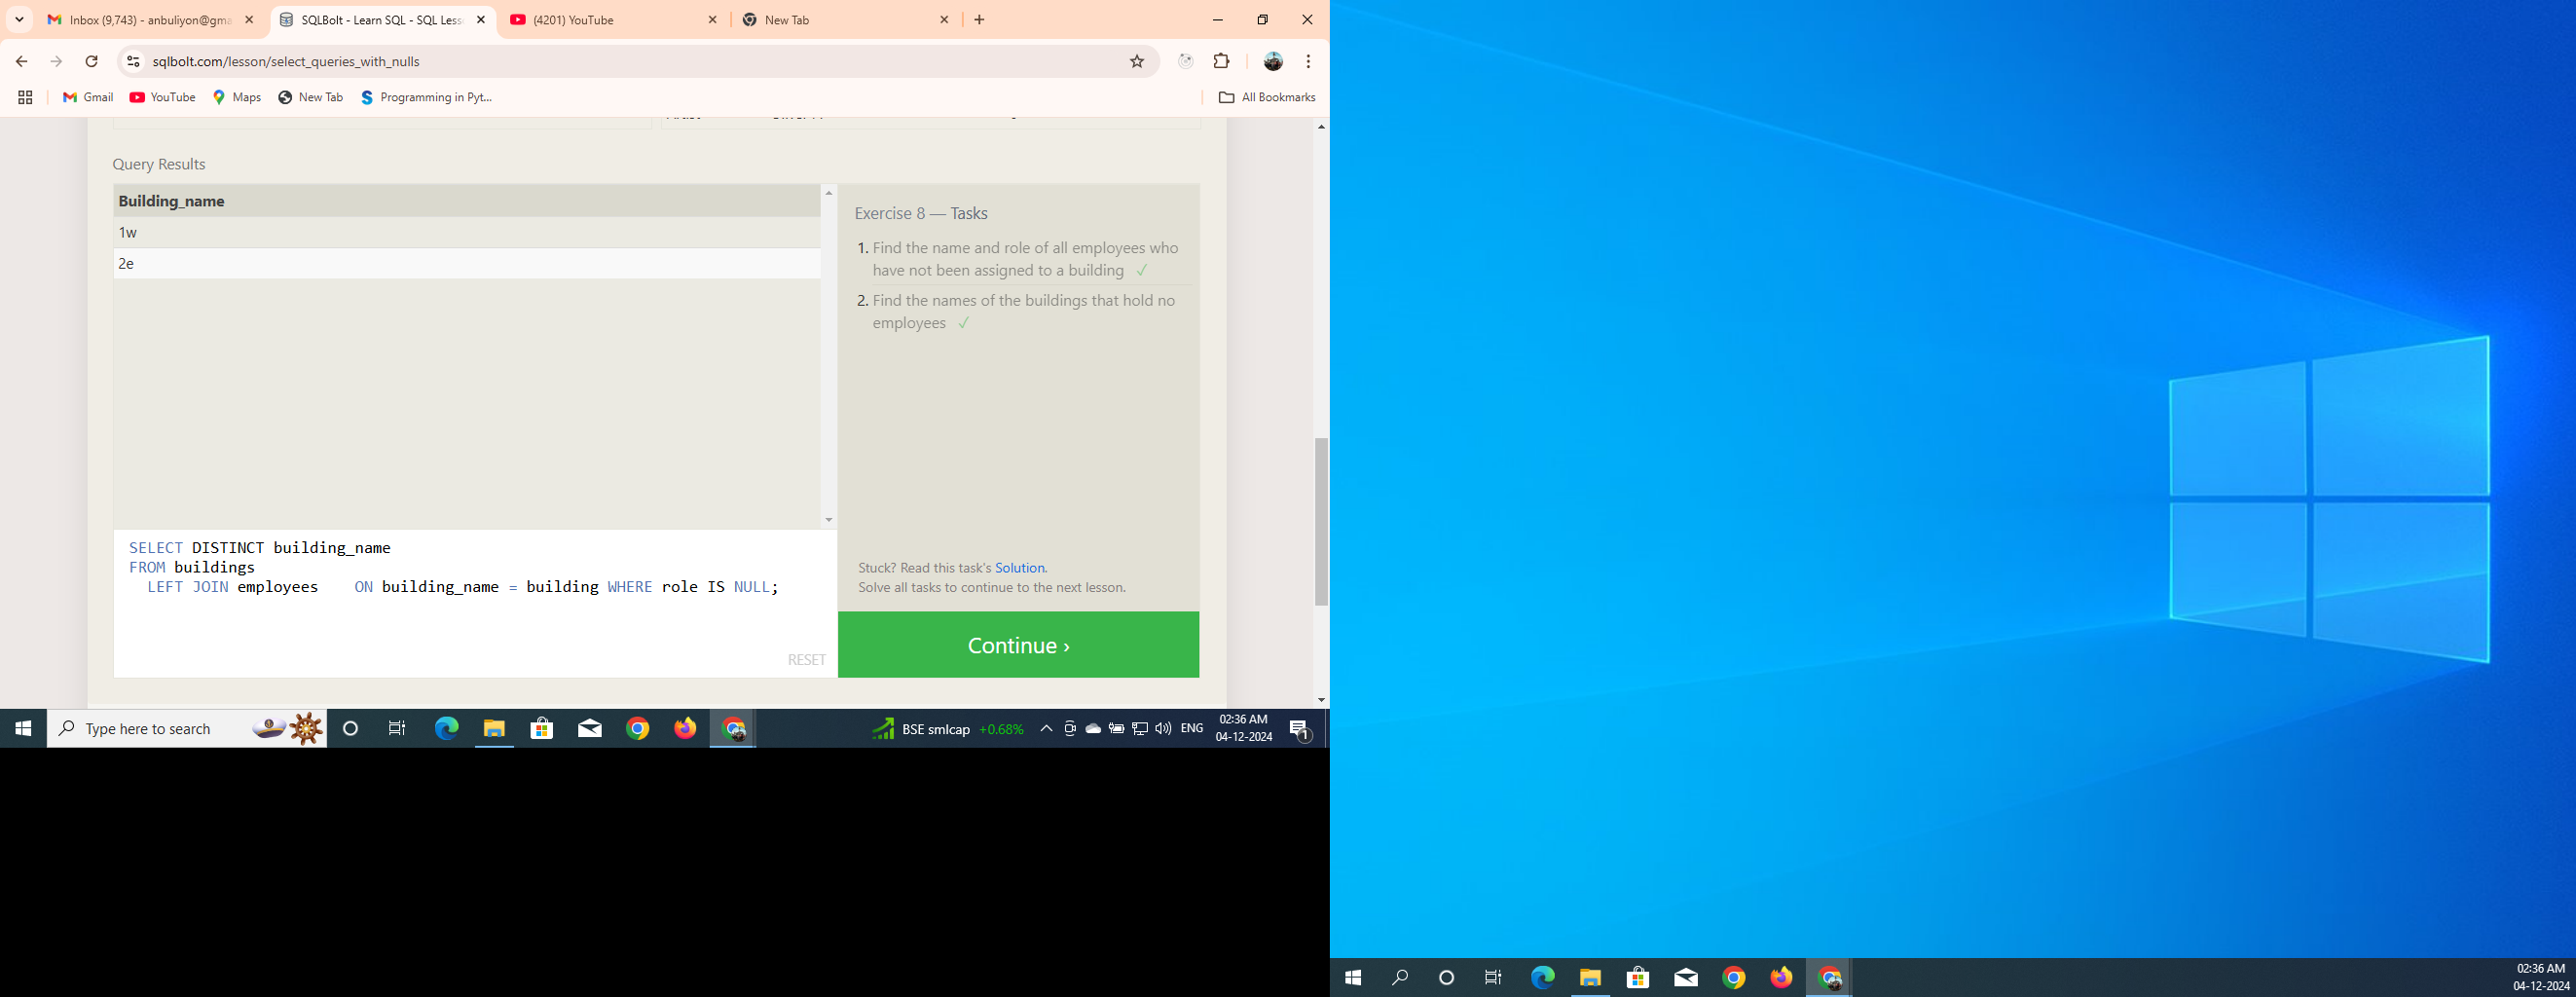 Inbox (9,743) - anbuliyon@gma
SQLBolt - Learn SQL - SQL Less
(4201) YouTube
New Tab
sqlbolt.com/lesson/select_queries_with_nulls
Gmail
YouTube
Maps
New Tab
Programming in Pyt...
All Bookmarks
Query Results
Building_name
1w
2e
Exercise 8 — Tasks
1. Find the name and role of all employees who
have not been assigned to a building ✓
2. Find the names of the buildings that hold no
employees ✓
SELECT DISTINCT building_name
FROM buildings
LEFT JOIN employees ON building_name = building WHERE role IS NULL;
RESET
Stuck? Read this task's Solution.
Solve all tasks to continue to the next lesson.
Continue ›
Type here to search
BSE smlcap +0.68%
ENG
02:36 AM
04-12-2024
1
02:36 AM
04-12-2024